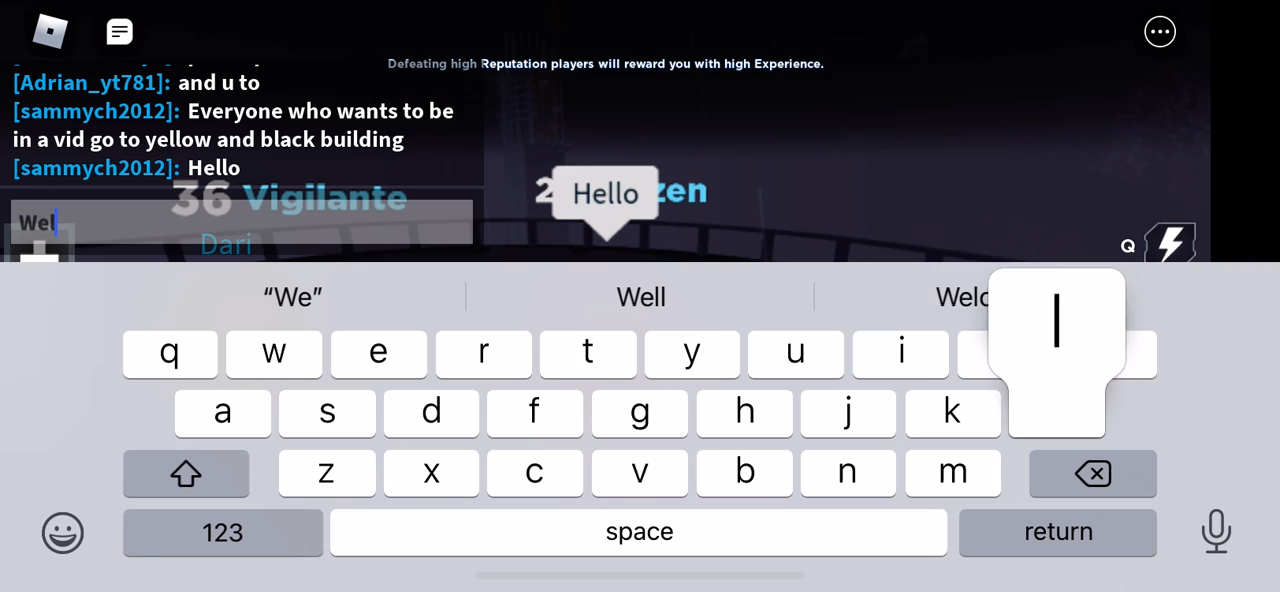 Defeating high Reputation players will reward you with high Experience.
[Adrian_yt781]: and u to
[sammych2012]: Everyone who wants to be
in a vid go to yellow and black building
[sammych2012]: Hello
36 Vigilante
Hello
zen
Wel
Dari
Q
“We” Well
q w e r t y u i
a s d f g h j k l
z x c v b n m
123 space return